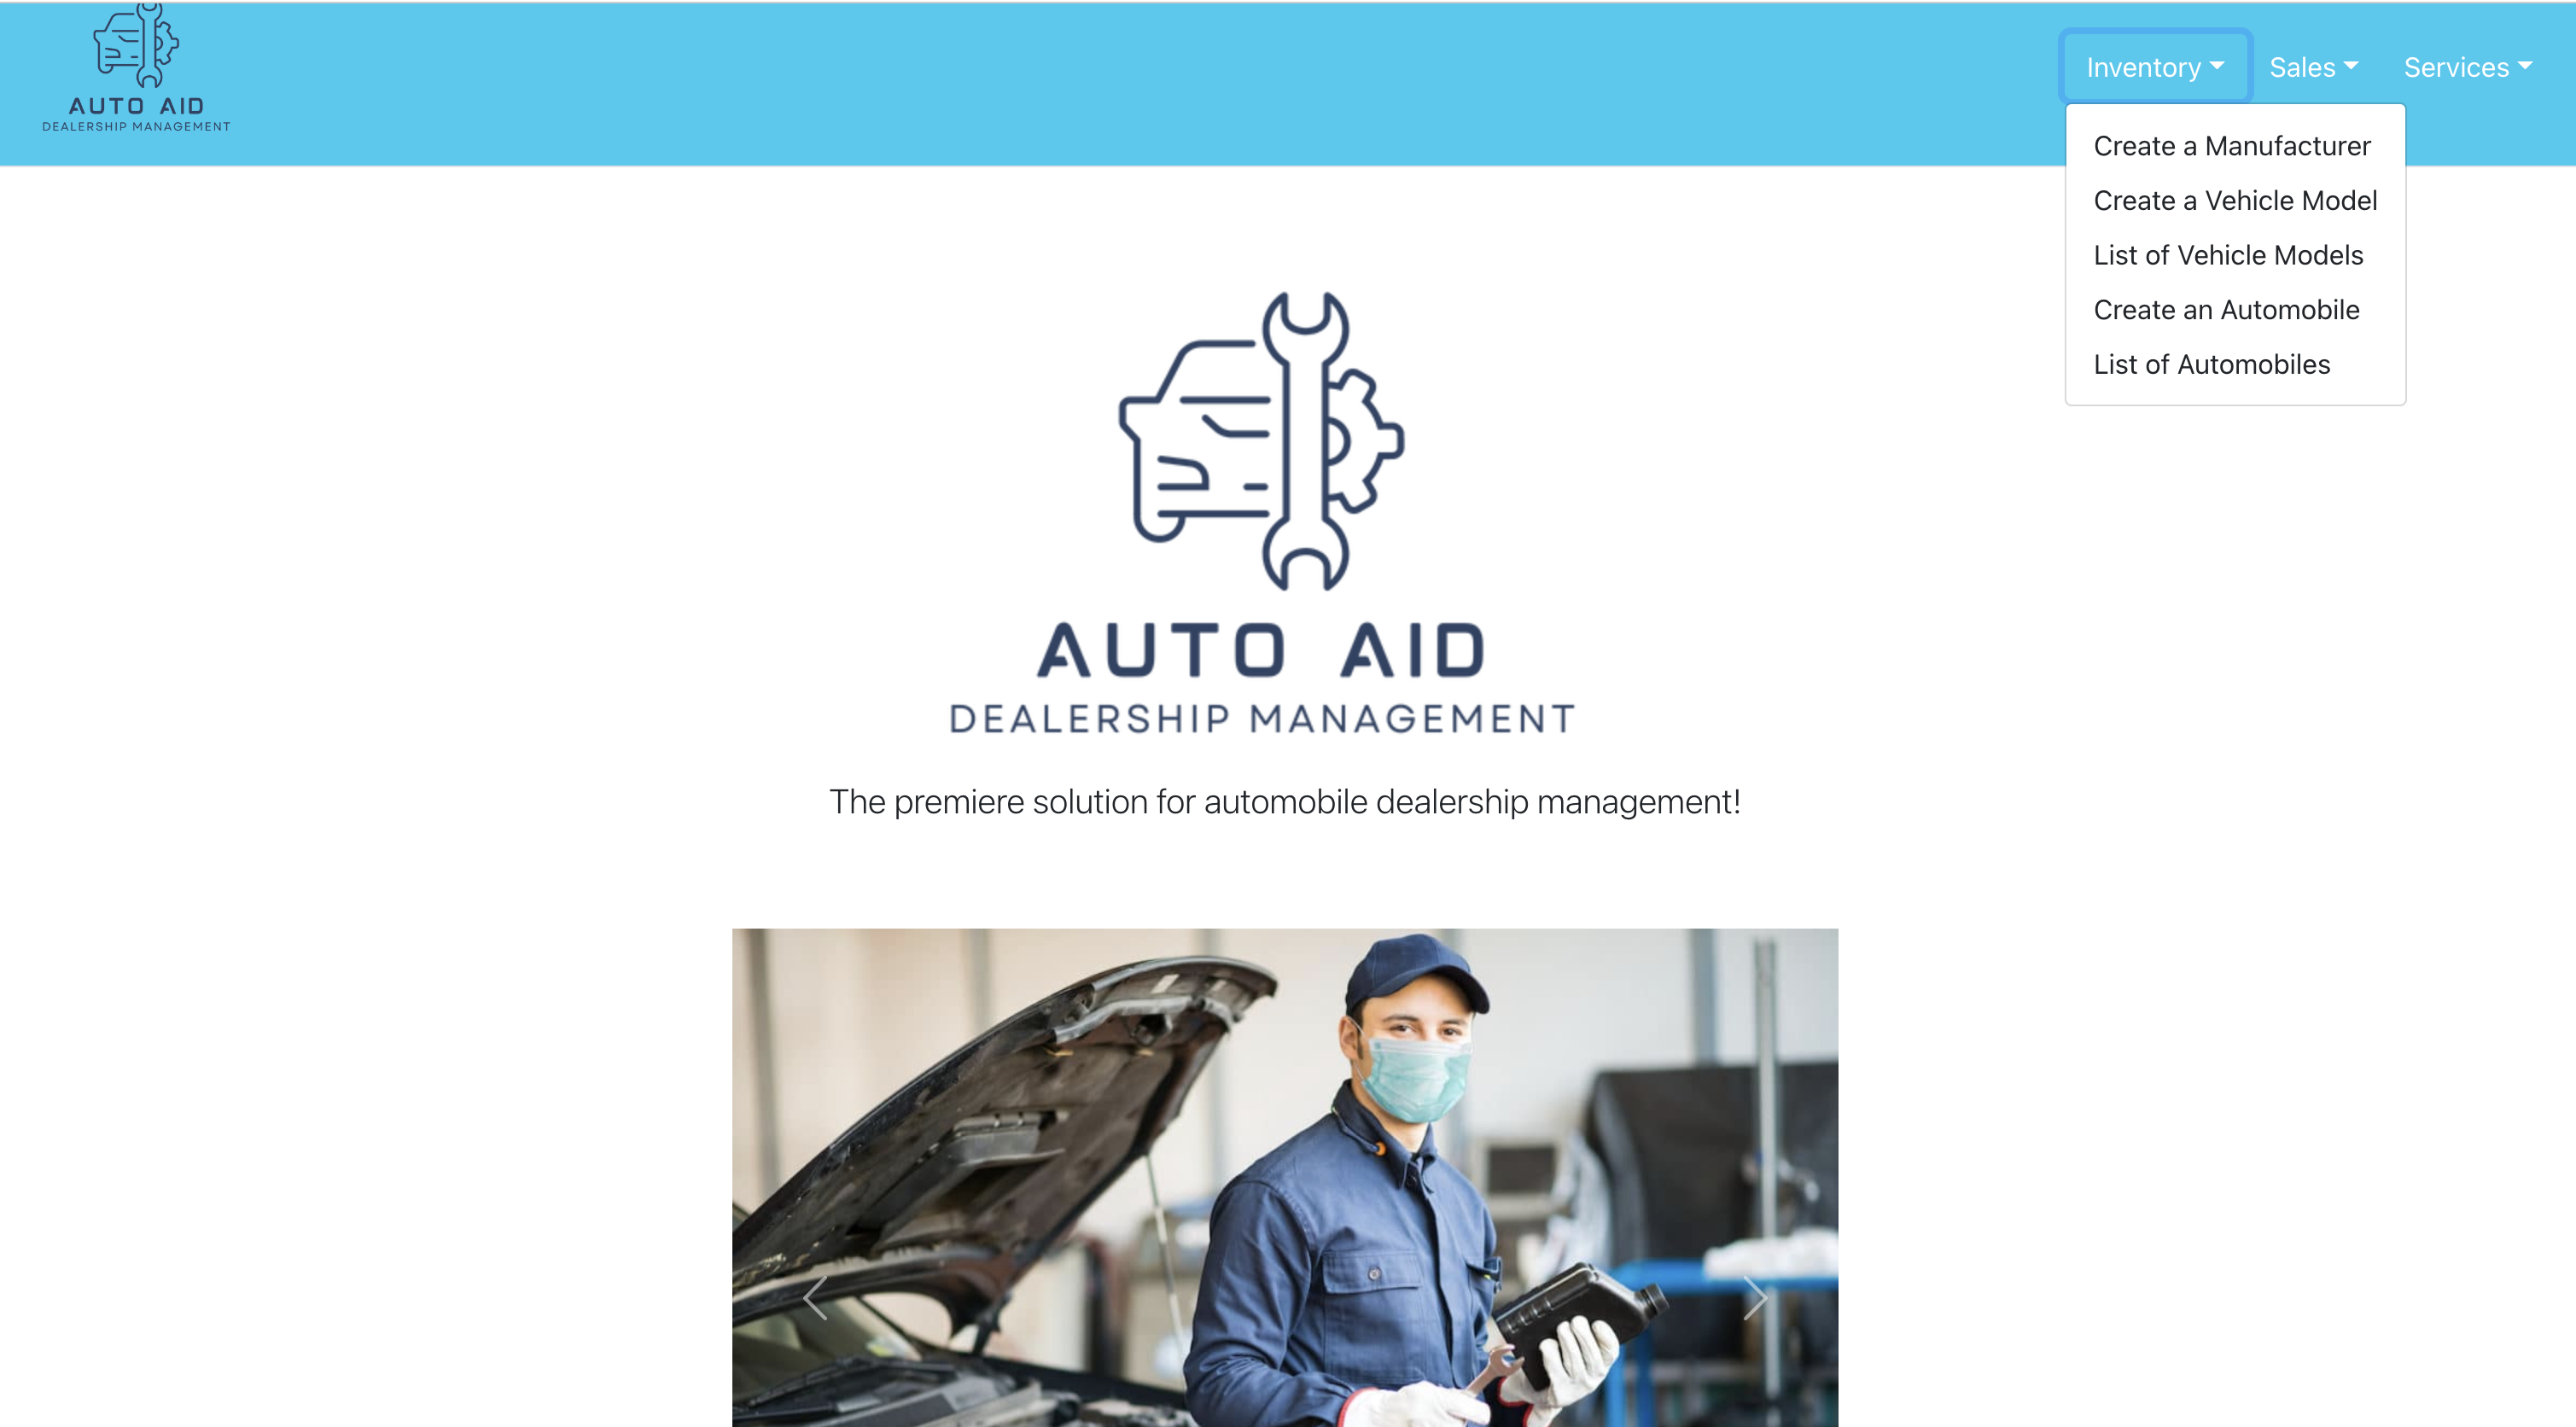 AUTO AID
DEALERSHIP MANAGEMENT
Inventory
Sales
Services
Create a Manufacturer
Create a Vehicle Model
List of Vehicle Models
Create an Automobile
List of Automobiles
AUTO AID
DEALERSHIP MANAGEMENT
The premiere solution for automobile dealership management!